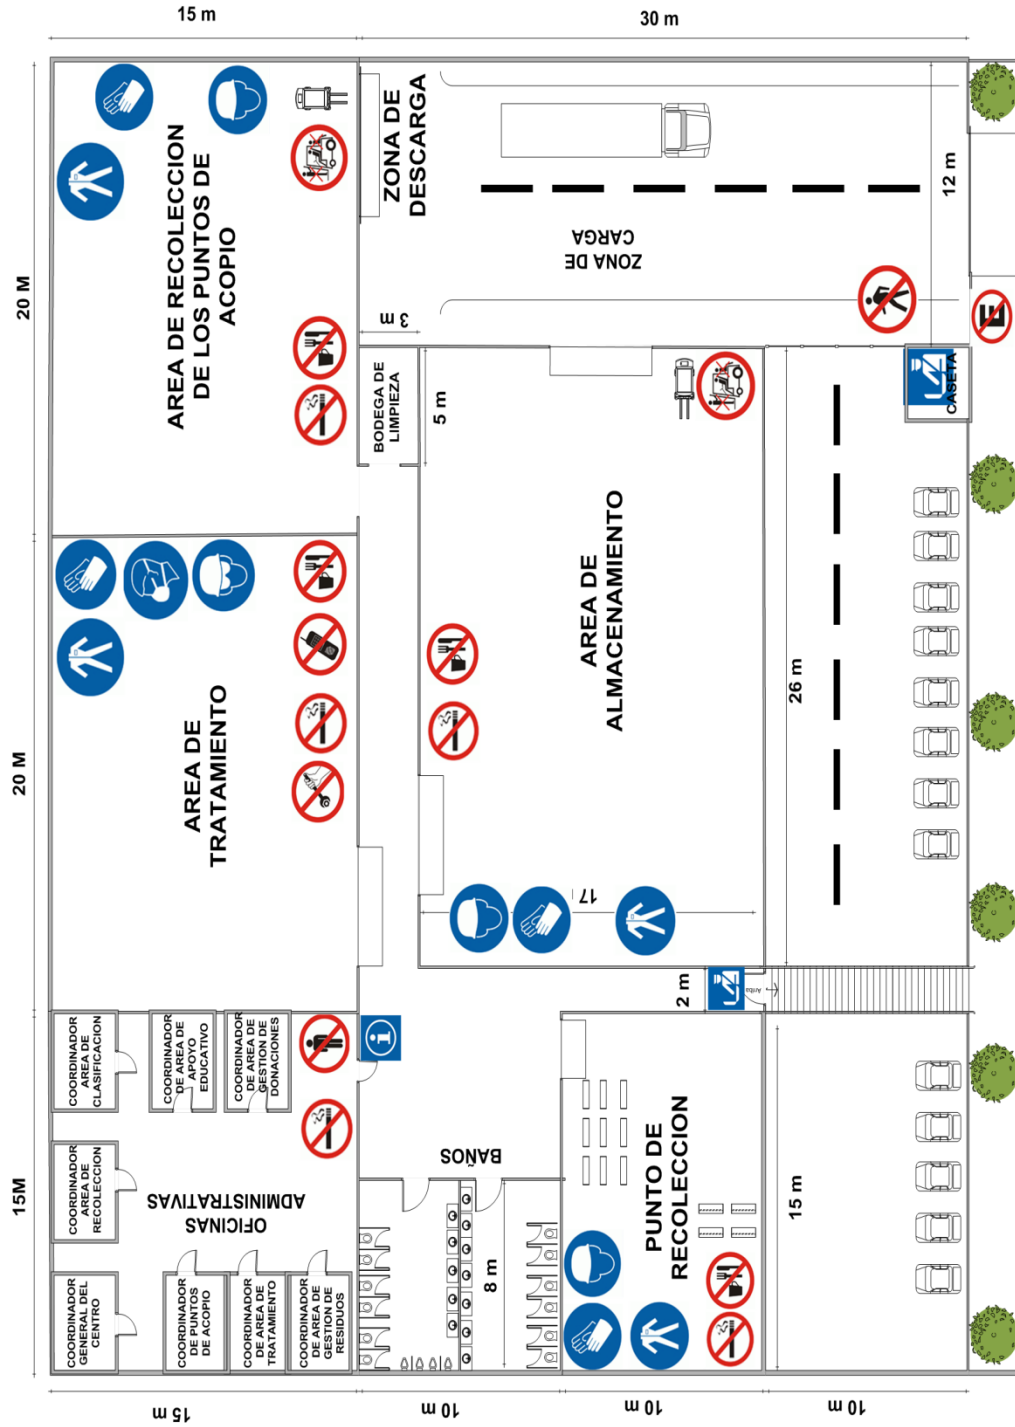 15 m
30 m
20 M
20 M
15M
15 m
10 m
10 m
10 m
AREA DE RECOLECCION
DE LOS PUNTOS DE
ACOPIO
ZONA DE
DESCARGA
ZONA DE
CARGA
12 m
3 m
BODEGA DE
LIMPIEZA
5 m
E
CASETA
AREA DE
TRATAMIENTO
AREA DE
ALMACENAMIENTO
26 m
17
2 m
Arriba
i
COORDINADOR
AREA DE
CLASIFICACION
COORDINADOR
DE AREA DE
APOYO
EDUCATIVO
COORDINADOR
DE AREA DE
GESTION DE
DONACIONES
COORDINADOR
AREA DE
RECOLECCION
OFICINAS
ADMINISTRATIVAS
COORDINADOR
GENERAL DEL
CENTRO
COORDINADOR
DE PUNTOS
DE ACOPIO
COORDINADOR
DE AREA DE
TRATAMIENTO
COORDINADOR
DE AREA DE
GESTION DE
RESIDUOS
BAÑOS
8 m
PUNTO DE
RECOLECCION
15 m